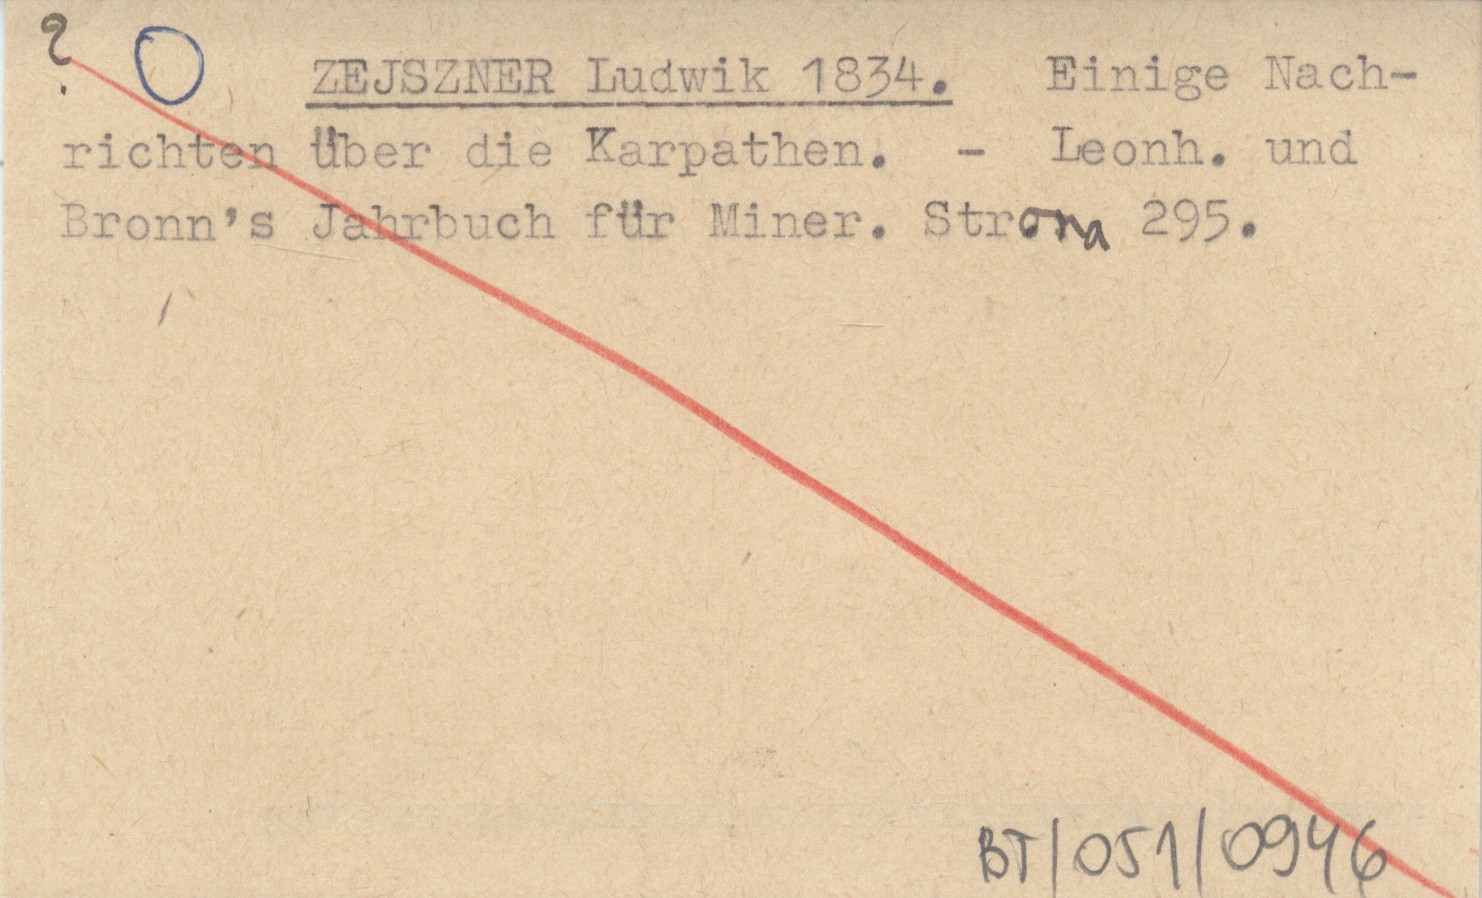 ? O ZEJSZNER Ludwik 1834. Einige Nach-
richten über die Karpathen. - Leonh. und
Bronn's Jahrbuch für Miner. Strona 295.
BT/051/0946